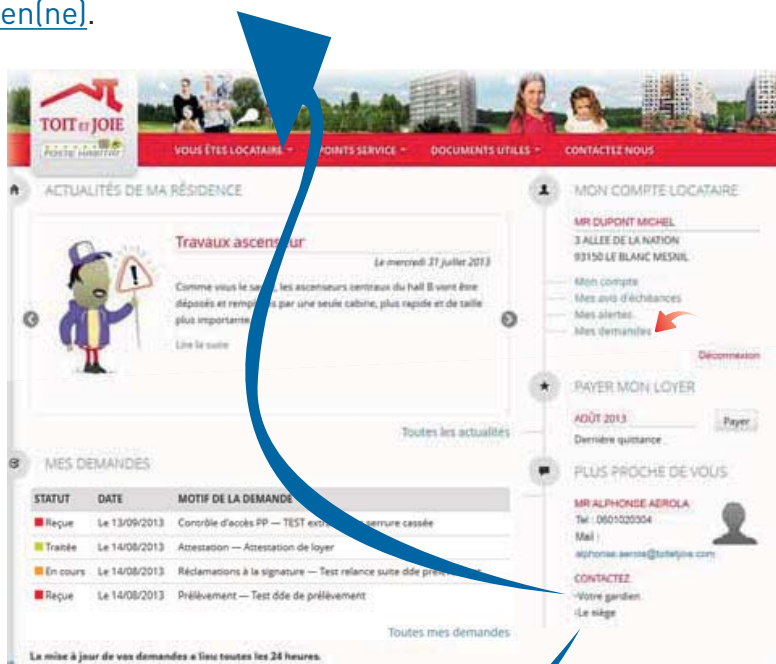 en(ne).
TOIT ET JOIE
POSTE HABITAT
VOUS ÊTES LOCATAIRE
POINTS SERVICE
DOCUMENTS UTILES
CONTACTEZ NOUS
ACTUALITÉS DE MA RÉSIDENCE
Travaux ascenseur
Le mercredi 31 juillet 2013
Comme vous le savez, les ascenseurs centraux du hall B vont être
déposés et remplacés par une seule cabine, plus rapide et de taille
plus importante
Lire la suite
Toutes les actualités
MES DEMANDES
STATUT DATE MOTIF DE LA DEMANDE
Reçue Le 13/09/2013 Contrôle d'accès PP — TEST serrure cassée
Traitée Le 14/08/2013 Attestation — Attestation de loyer
En cours Le 14/08/2013 Réclamations à la signature — Test relance suite dde
Reçue Le 14/08/2013 Prélèvement — Test dde de prélèvement
Toutes mes demandes
La mise à jour de vos demandes a lieu toutes les 24 heures.
MON COMPTE LOCATAIRE
MR DUPONT MICHEL
3 ALLEE DE LA NATION
93150 LE BLANC MESNIL
Mon compte
Mes avis d'échéances
Mes alertes
Mes demandes
Déconnexion
PAYER MON LOYER
AOÛT 2013
Payer
Dernière quittance
PLUS PROCHE DE VOUS
MR ALPHONSE AEROLA
Tel : 0601020304
Mail :
alphonse.aerola@toitetjoie.com
CONTACTEZ
-Votre gardien
-Le siège